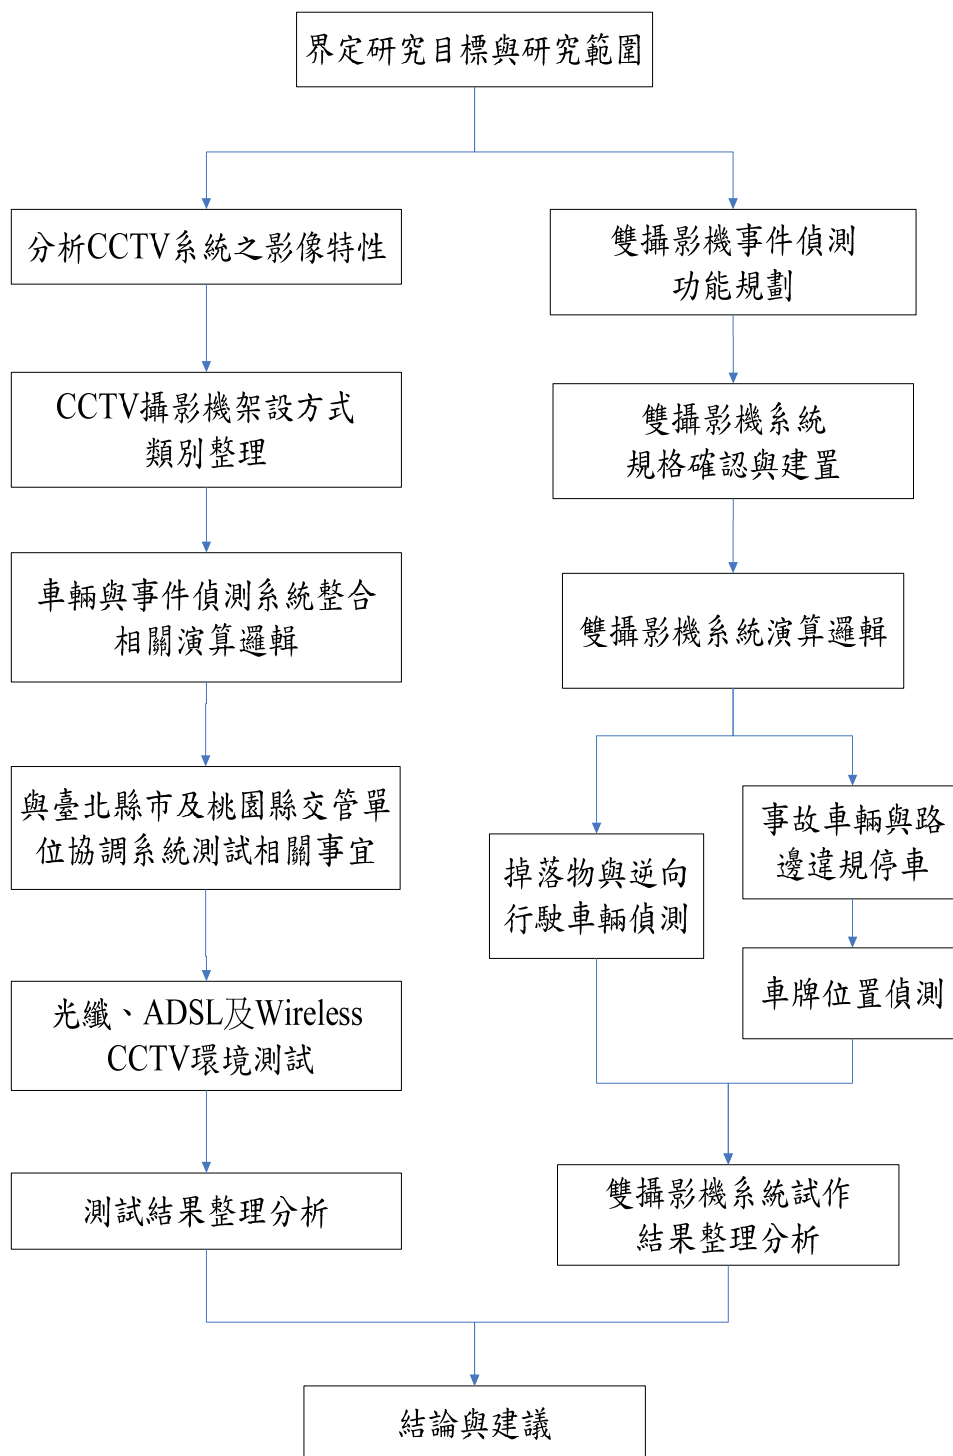 界定研究目標與研究範圍
分析CCTV系統之影像特性
CCTV攝影機架設方式
類別整理
車輛與事件偵測系統整合
相關演算邏輯
與臺北縣市及桃園縣交管單
位協調系統測試相關事宜
光纖、ADSL及Wireless
CCTV環境測試
測試結果整理分析
雙攝影機事件偵測
功能規劃
雙攝影機系統
規格確認與建置
雙攝影機系統演算邏輯
掉落物與逆向
行駛車輛偵測
事故車輛與路
邊違規停車
車牌位置偵測
雙攝影機系統試作
結果整理分析
結論與建議